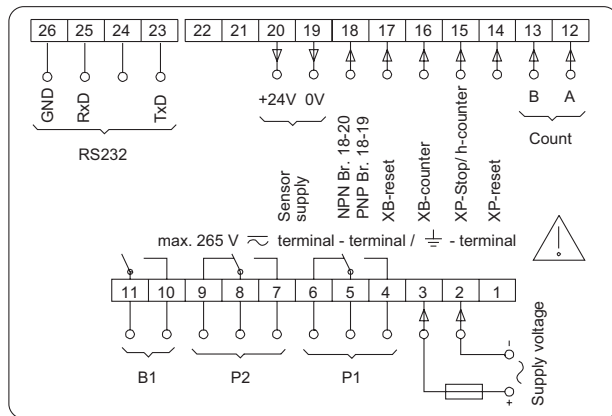 26 25 24 23 22 21 20 19 18 17 16 15 14 13 12
GND
RxD
TxD
RS232
+24V 0V
Sensor
supply
NPN Br. 18-20
PNP Br. 18-19
XB-reset
XB-counter
XP-Stop/ h-counter
XP-reset
B A
Count
max. 265 V terminal - terminal / - terminal
11 10 9 8 7 6 5 4 3 2 1
B1 P2 P1
Supply voltage
- +